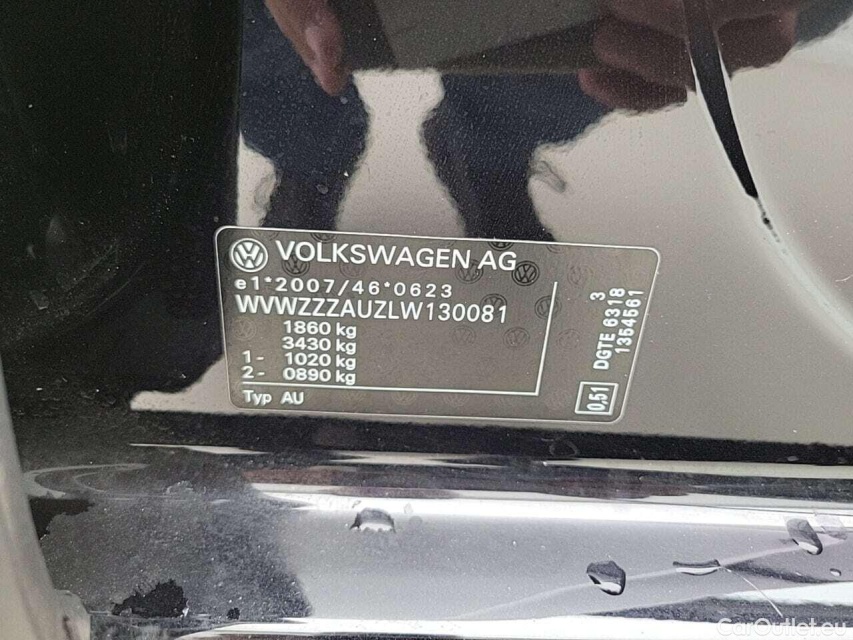 VOLKSWAGEN AG
e1*2007/46*0623
WVWZZZAUZLW130081
1860 kg
3430 kg
1- 1020 kg
2- 0890 kg
Typ AU
3
DGTE 6318
1354561
0,51
CarOutlet.eu